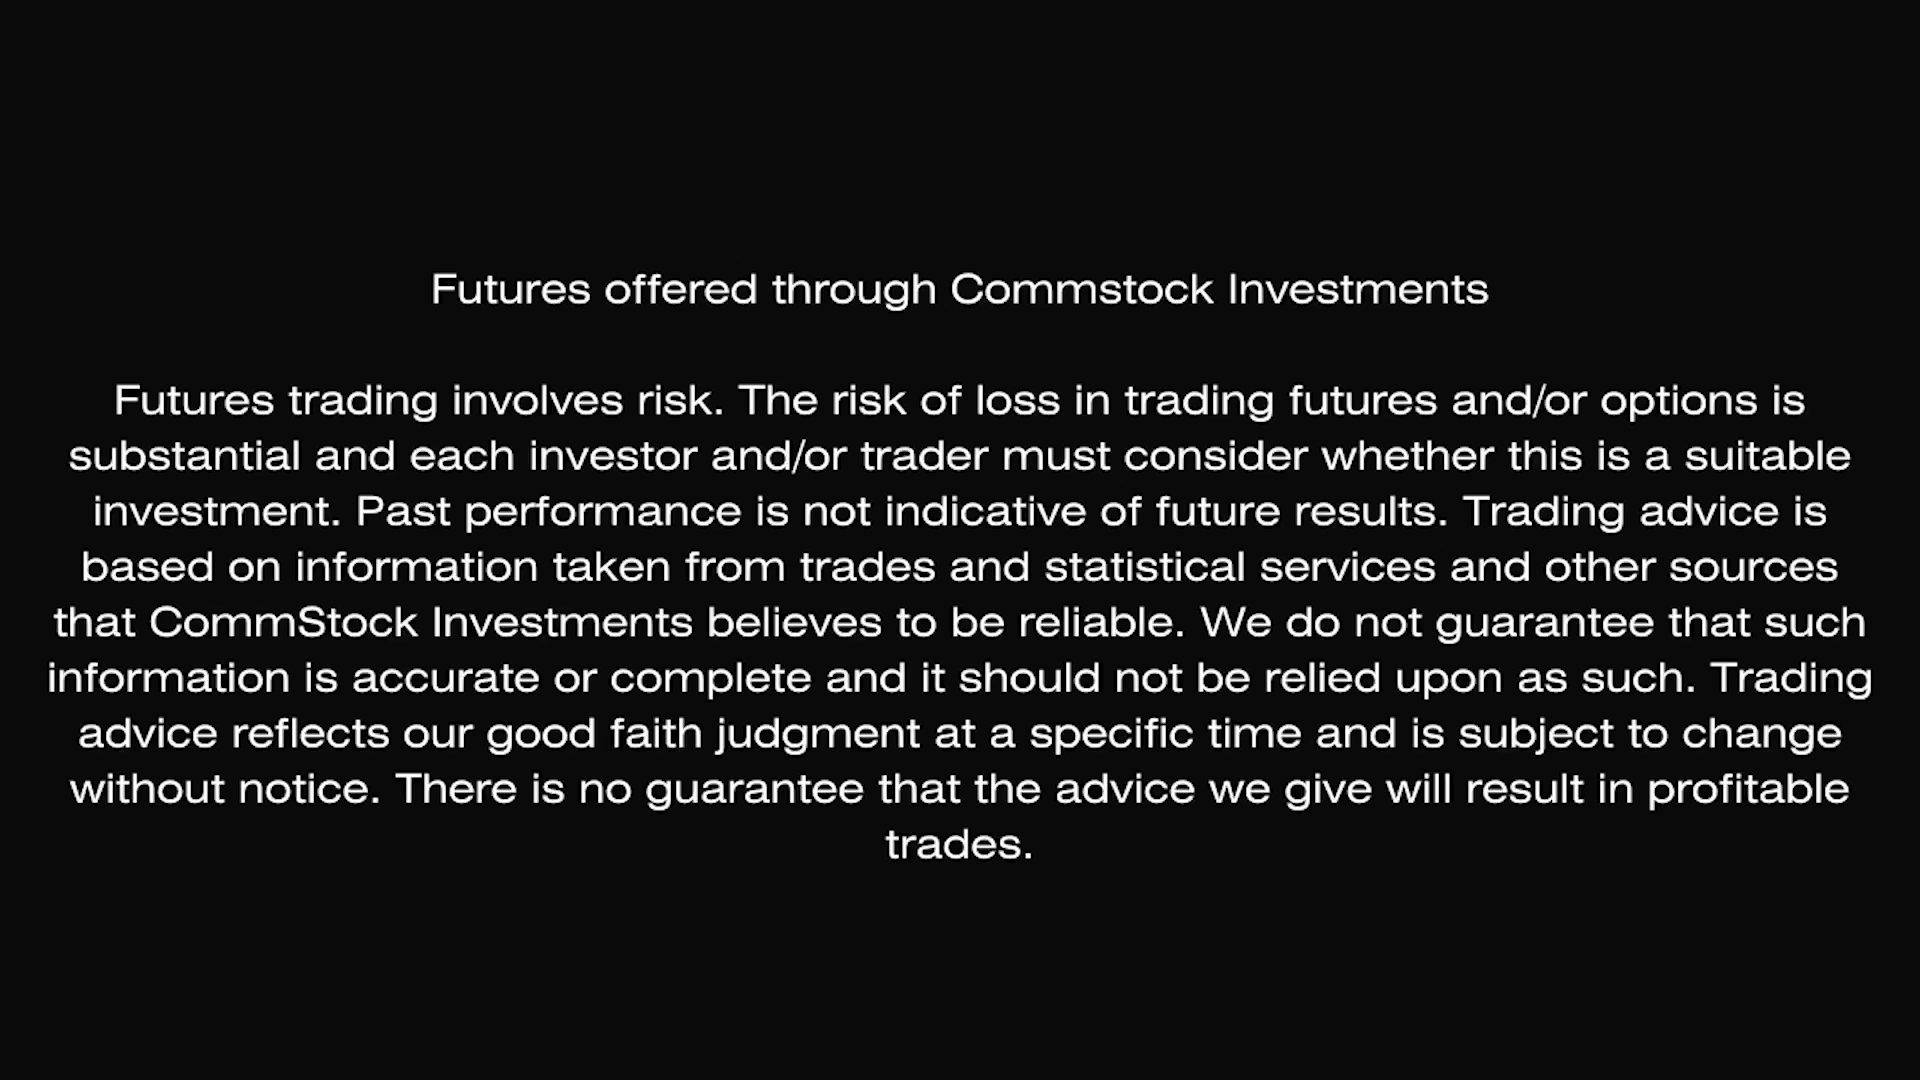 Futures offered through Commstock Investments
Futures trading involves risk. The risk of loss in trading futures and/or options is
substantial and each investor and/or trader must consider whether this is a suitable
investment. Past performance is not indicative of future results. Trading advice is
based on information taken from trades and statistical services and other sources
that CommStock Investments believes to be reliable. We do not guarantee that such
information is accurate or complete and it should not be relied upon as such. Trading
advice reflects our good faith judgment at a specific time and is subject to change
without notice. There is no guarantee that the advice we give will result in profitable
trades.